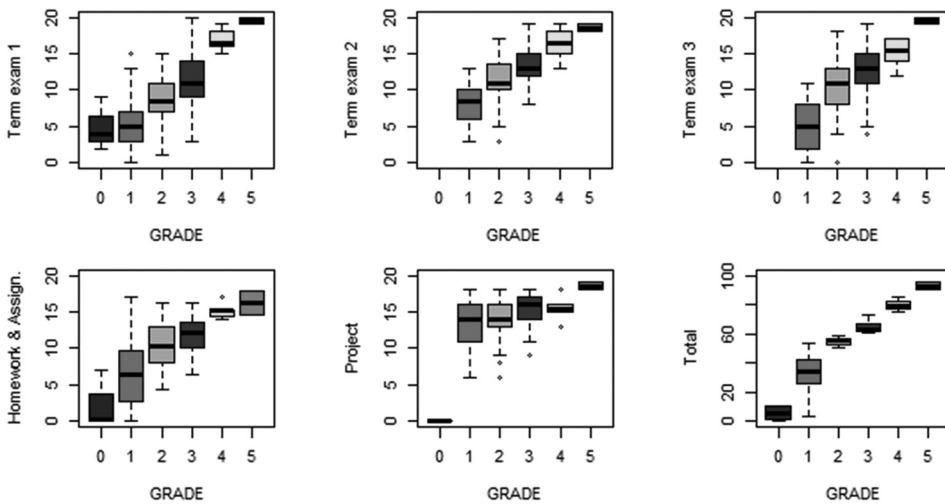 Term exam 1
0 5 10 15 20
0 1 2 3 4 5
GRADE
Term exam 2
0 5 10 15 20
0 1 2 3 4 5
GRADE
Term exam 3
0 5 10 15 20
0 1 2 3 4 5
GRADE
Homework & Assign.
0 5 10 15 20
0 1 2 3 4 5
GRADE
Project
0 5 10 15 20
0 1 2 3 4 5
GRADE
Total
0 20 60 100
0 1 2 3 4 5
GRADE